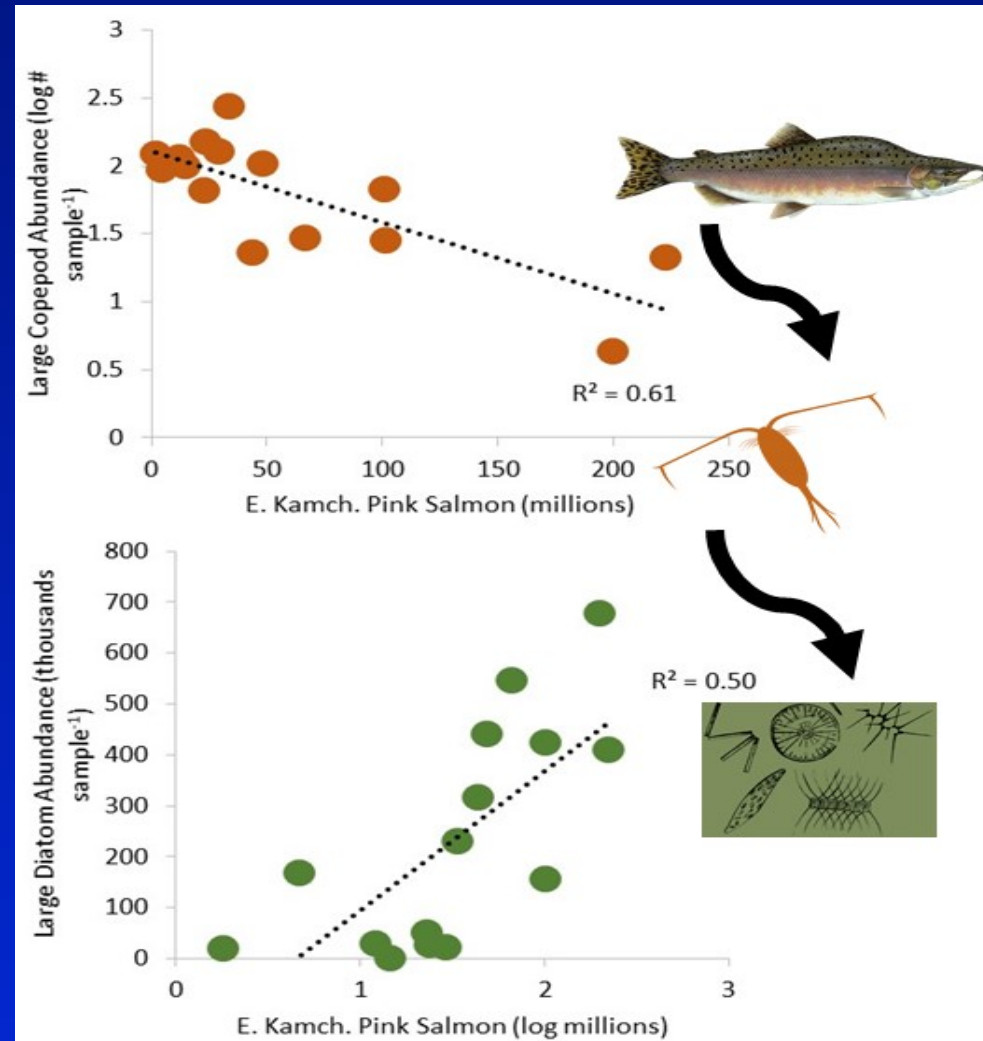 Large Copepod Abundance (log #
sample⁻¹)
3
2.5
2
1.5
1
0.5
0
0 50 100 150 200 250
R² = 0.61
E. Kamch. Pink Salmon (millions)
Large Diatom Abundance (thousands
sample⁻¹)
800
700
600
500
400
300
200
100
0
0 1 2 3
R² = 0.50
E. Kamch. Pink Salmon (log millions)